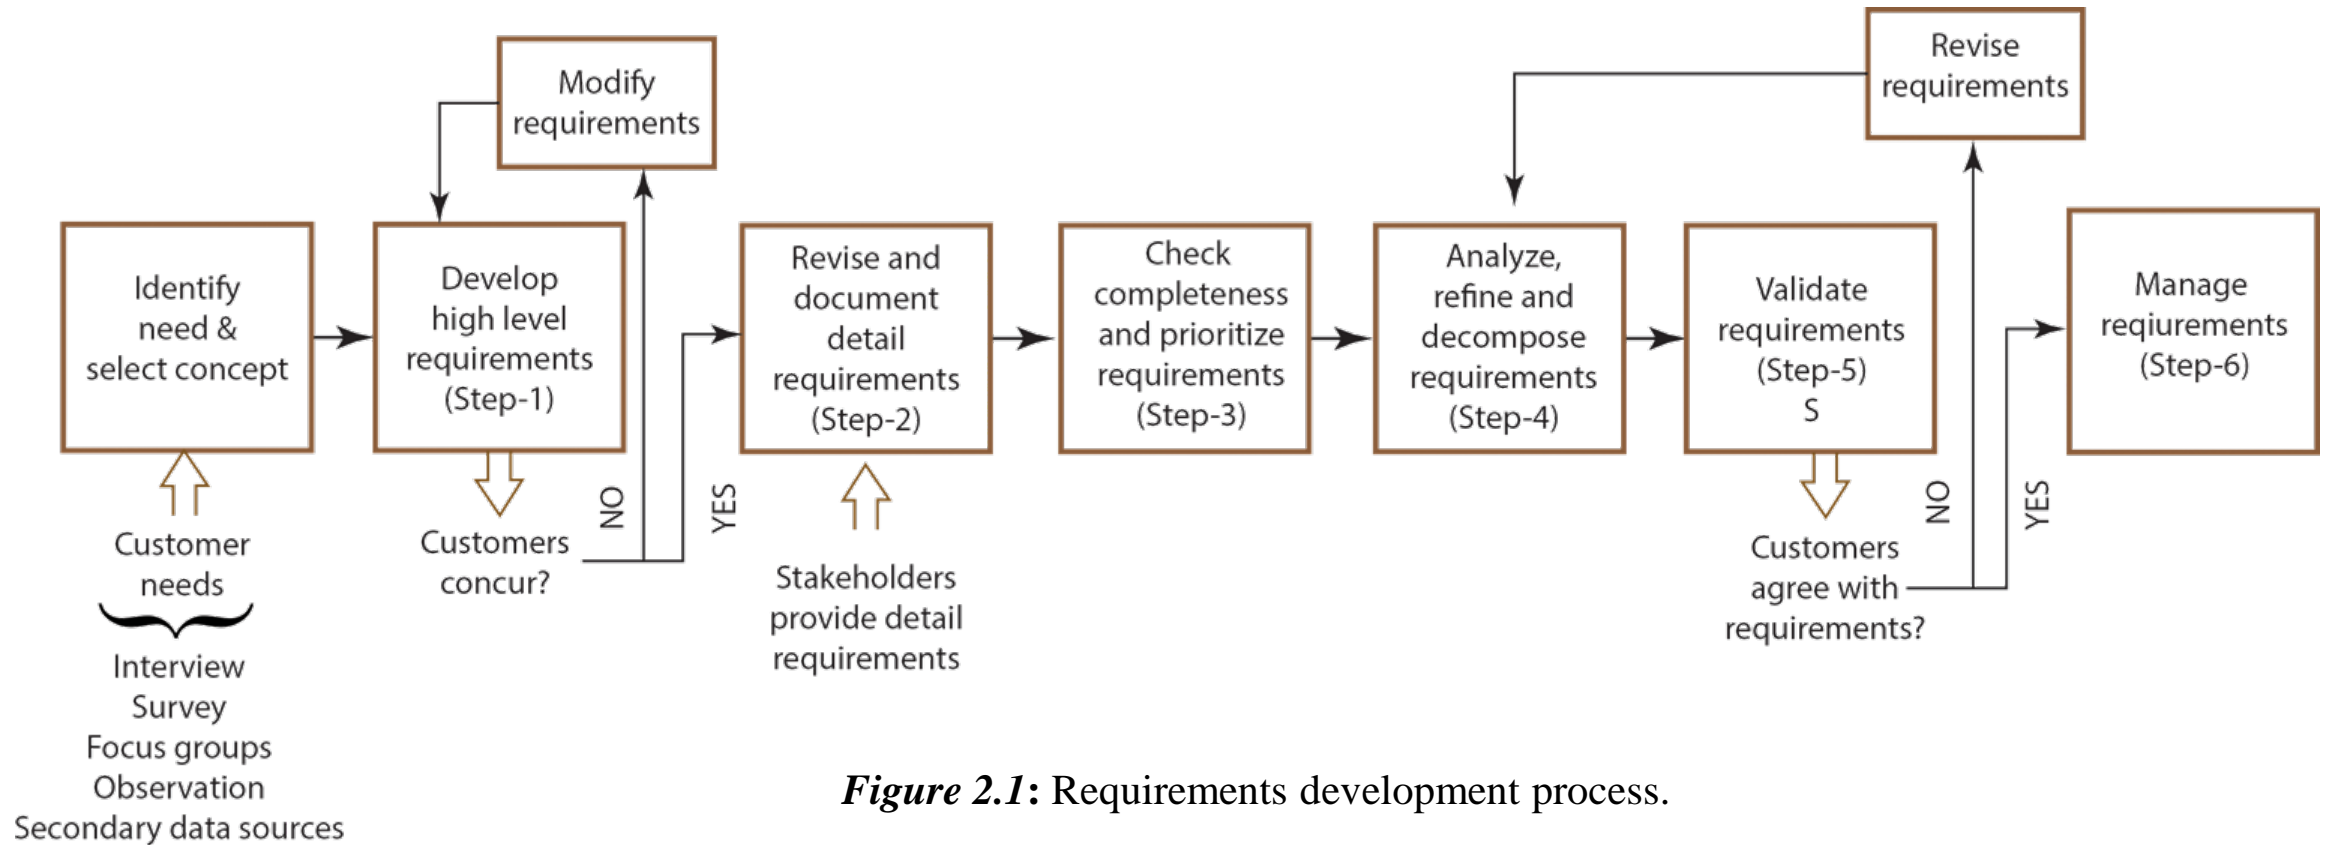 Modify
requirements
Revise
requirements
Identify
need &
select concept
Develop
high level
requirements
(Step-1)
Revise and
document
detail
requirements
(Step-2)
Check
completeness
and prioritize
requirements
(Step-3)
Analyze,
refine and
decompose
requirements
(Step-4)
Validate
requirements
(Step-5)
S
Manage
reqiurements
(Step-6)
Customer
needs
Interview
Survey
Focus groups
Observation
Secondary data sources
Customers
concur?
NO
YES
Stakeholders
provide detail
requirements
Customers
agree with
requirements?
NO
YES
Figure 2.1: Requirements development process.